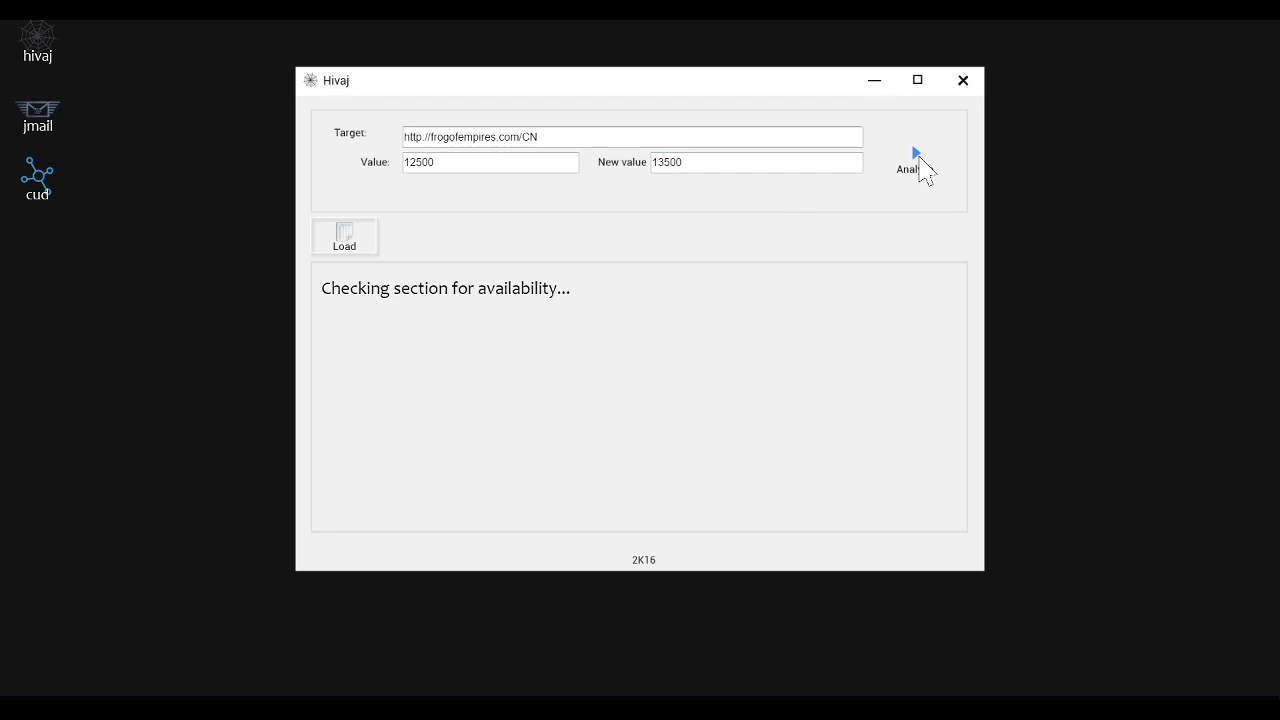 hivaj
jmail
cud
Hivaj
Target:
http://frogofempires.com/CN
Value:
12500
New value
13500
Load
Checking section for availability...
2K16